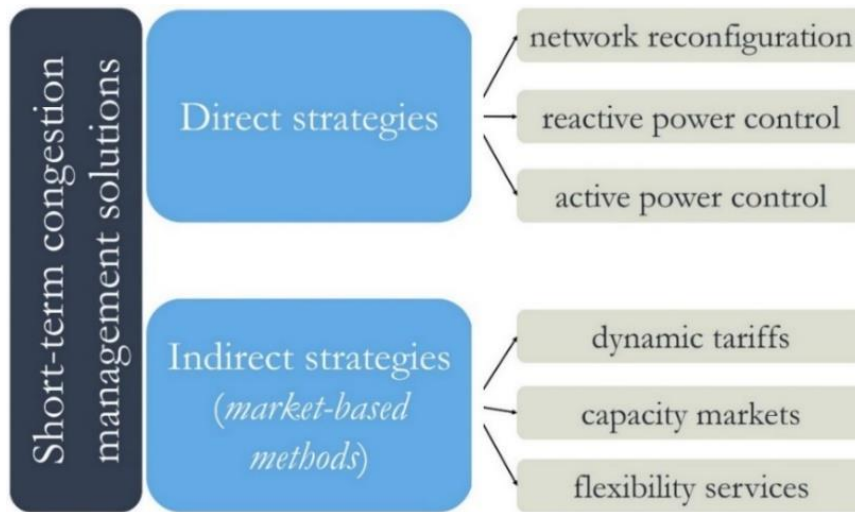 Short-term congestion
management solutions
Direct strategies
network reconfiguration
reactive power control
active power control
Indirect strategies
(market-based
methods)
dynamic tariffs
capacity markets
flexibility services